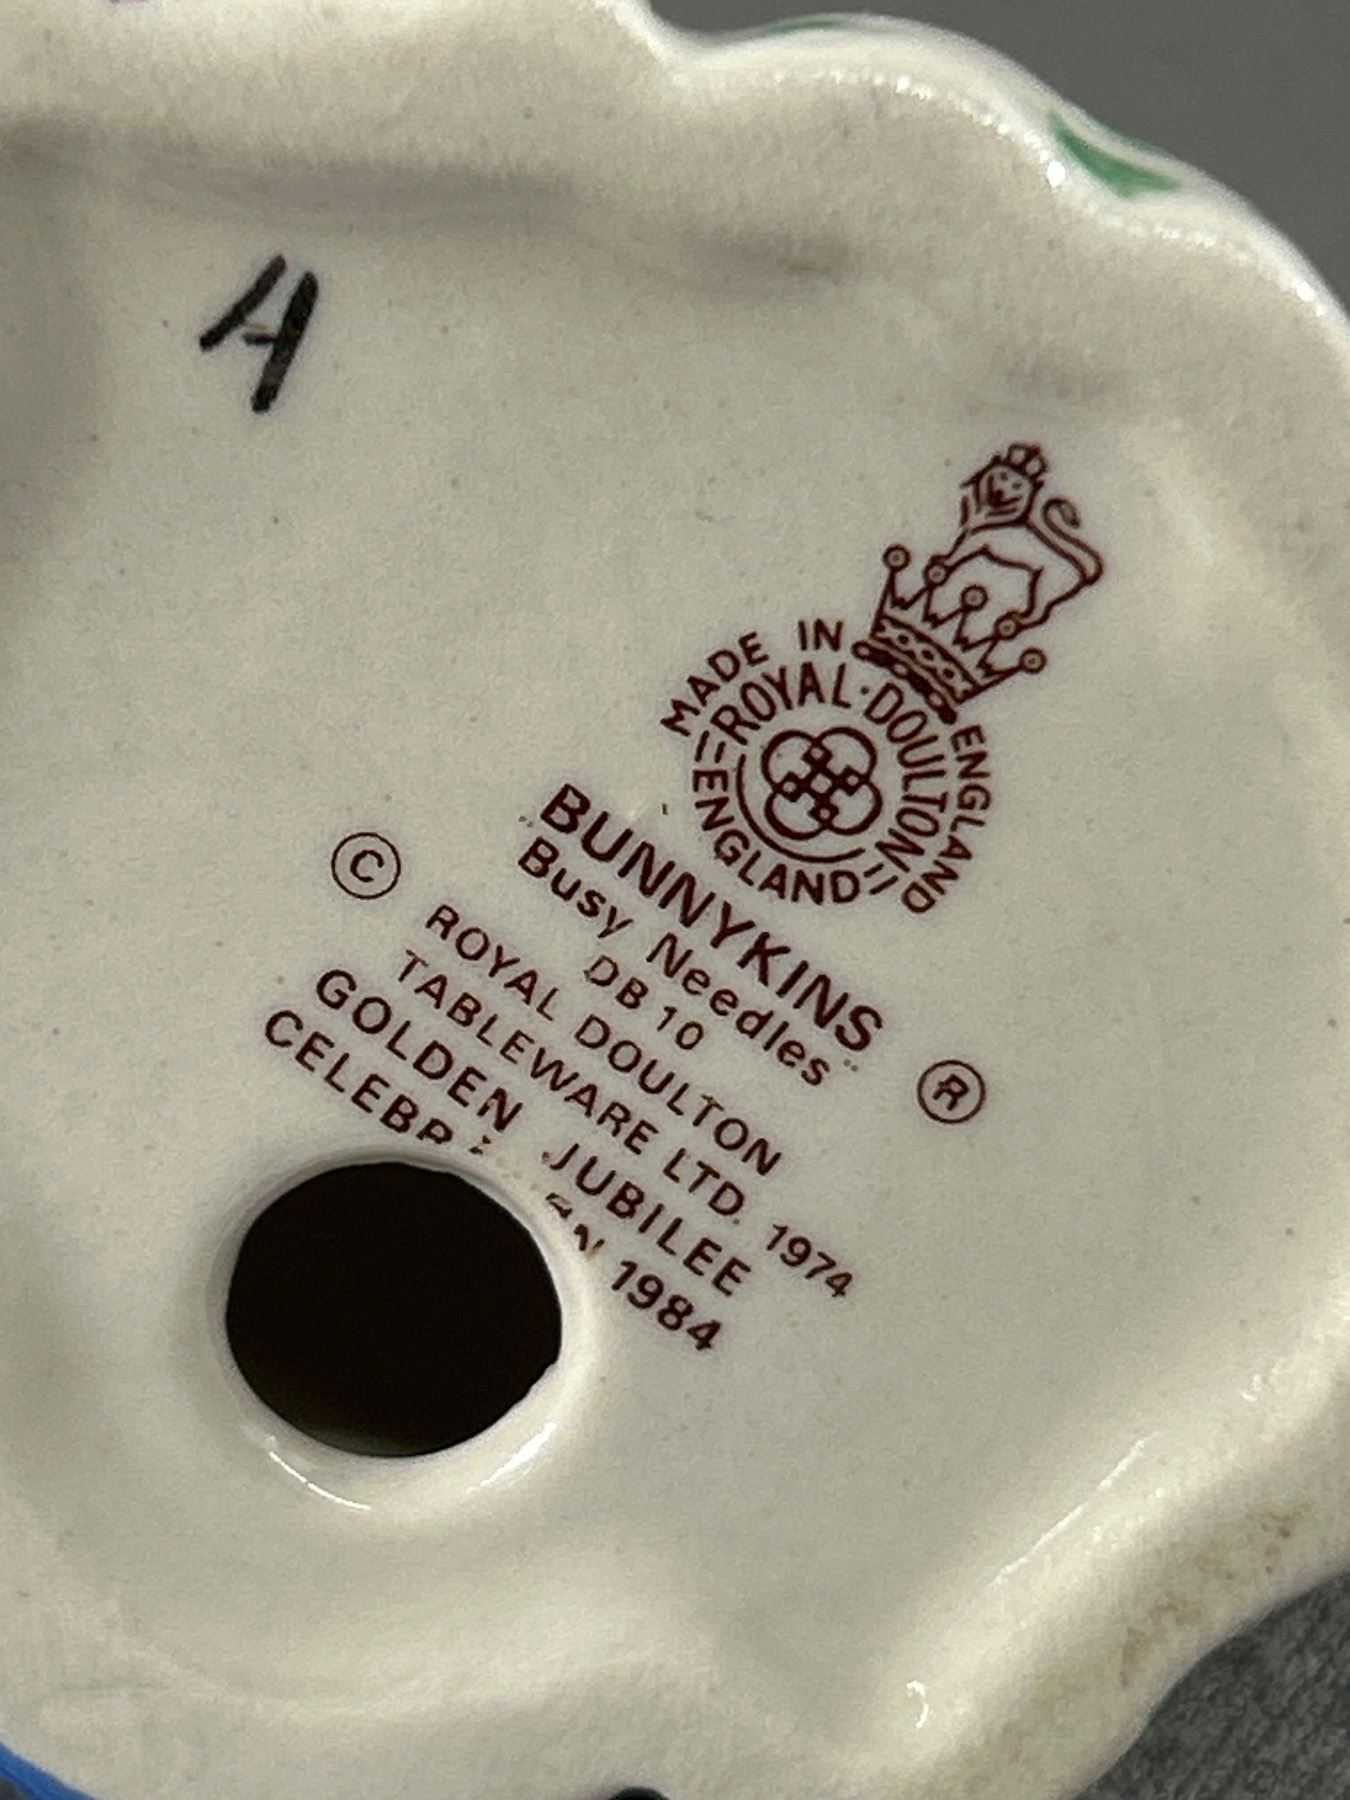 H
MADE IN ENGLAND
ROYAL·DOULTON
ENGLAND
BUNNYKINS ®
"Busy Needles"
DB 10
© ROYAL DOULTON
TABLEWARE LTD. 1974
GOLDEN JUBILEE
1984